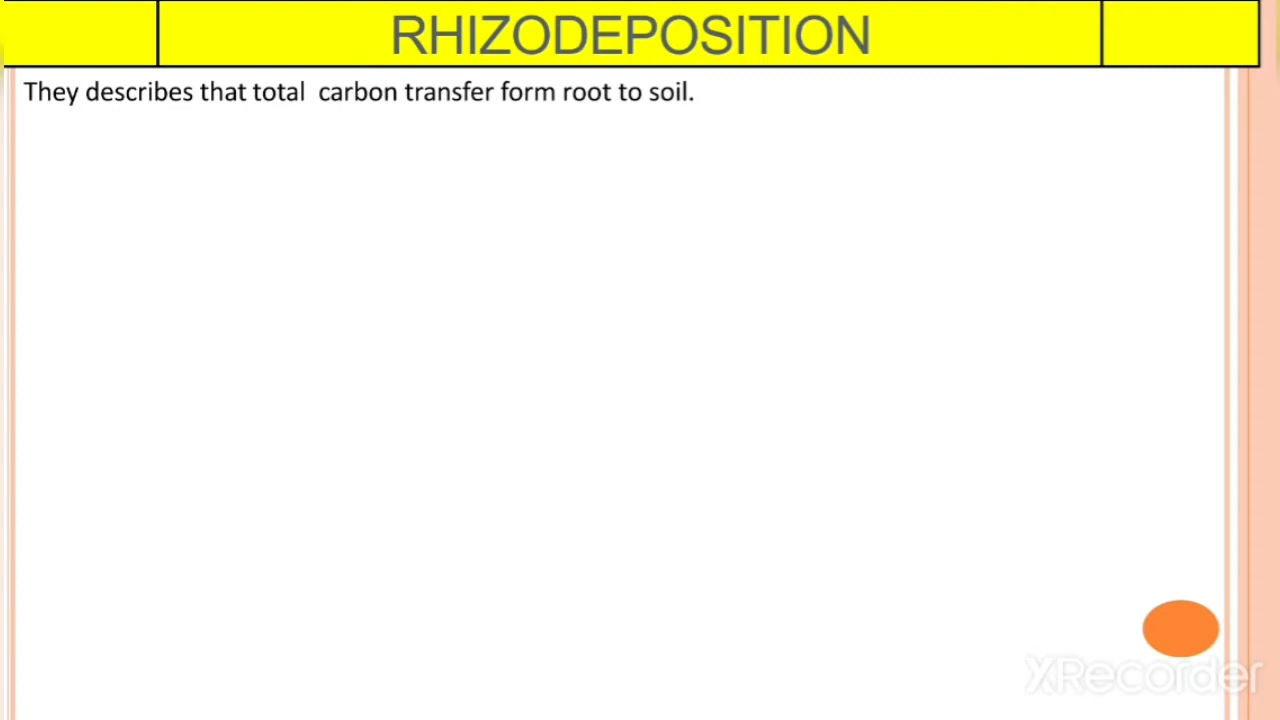 RHIZODEPOSITION
They describes that total carbon transfer form root to soil.
XRecorder